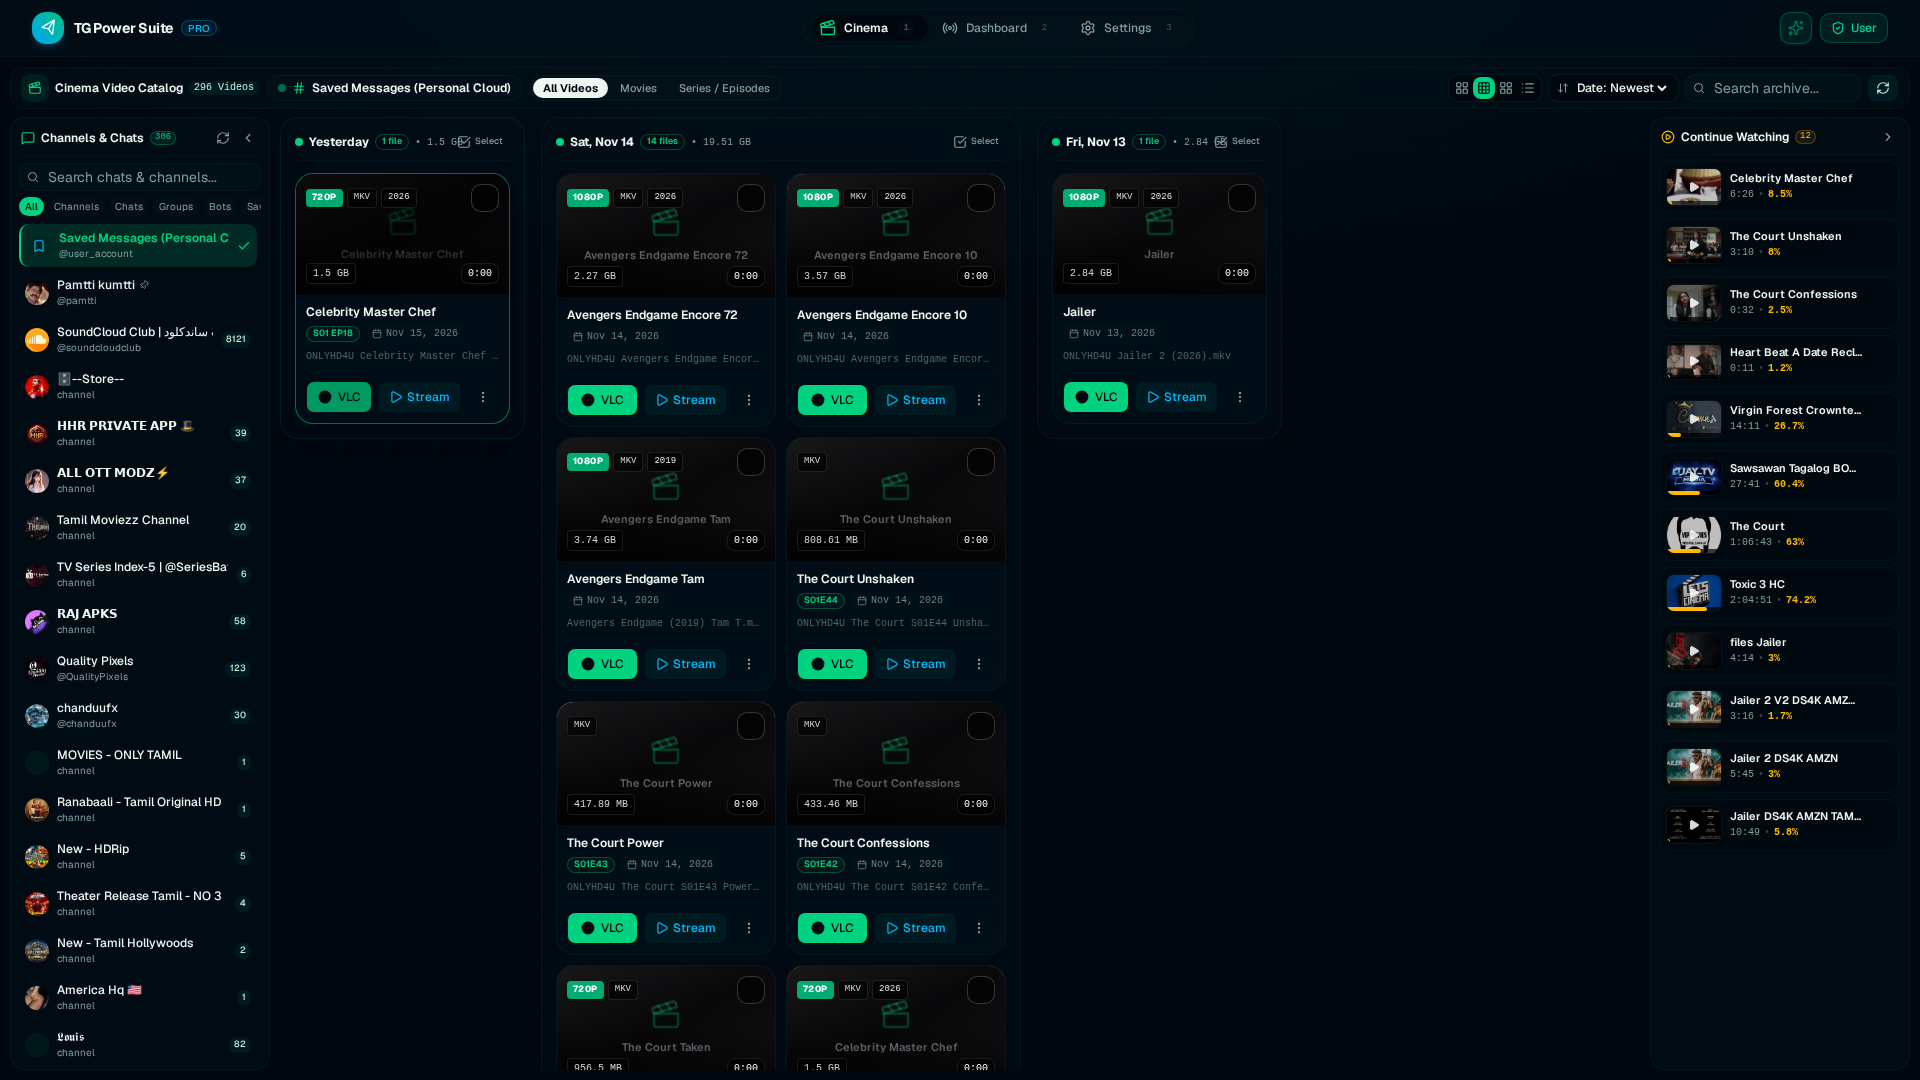 TG Power Suite PRO
Cinema 1
Dashboard 2
Settings 3
User
Cinema Video Catalog 296 Videos
# Saved Messages (Personal Cloud)
All Videos
Movies
Series / Episodes
Date: Newest
Search archive...
Channels & Chats 306
Search chats & channels...
All Channels Chats Groups Bots Sav
Saved Messages (Personal C
@user_account
Pamtti kumtti
@pamtti
SoundCloud Club | ساندکلود
@soundcloudclub
8121
🗄️--Store--
channel
HHR PRIVATE APP 🎩
channel
39
ALL OTT MODZ⚡
channel
37
Tamil Moviezz Channel
channel
20
TV Series Index-5 | @SeriesBa
channel
6
RAJ APKS
channel
58
Quality Pixels
@QualityPixels
123
chanduufx
@chanduufx
30
MOVIES - ONLY TAMIL
channel
1
Ranabaali - Tamil Original HD
channel
1
New - HDRip
channel
5
Theater Release Tamil - NO 3
channel
4
New - Tamil Hollywoods
channel
2
America Hq 🇺🇸
channel
1
𝕷𝖔𝖚𝖎𝖘
channel
82
Yesterday 1 file • 1.5 GB Select
720P MKV 2026
Celebrity Master Chef
1.5 GB 0:00
Celebrity Master Chef
S01 EP18 Nov 15, 2026
ONLYHD4U Celebrity Master Chef …
VLC Stream
Sat, Nov 14 14 files • 19.51 GB Select
1080P MKV 2026
Avengers Endgame Encore 72
2.27 GB 0:00
Avengers Endgame Encore 72
Nov 14, 2026
ONLYHD4U Avengers Endgame Encor…
VLC Stream
1080P MKV 2026
Avengers Endgame Encore 10
3.57 GB 0:00
Avengers Endgame Encore 10
Nov 14, 2026
ONLYHD4U Avengers Endgame Encor…
VLC Stream
1080P MKV 2019
Avengers Endgame Tam
3.74 GB 0:00
Avengers Endgame Tam
Nov 14, 2026
Avengers Endgame (2019) Tam T.m…
VLC Stream
MKV
The Court Unshaken
808.61 MB 0:00
The Court Unshaken
S01E44 Nov 14, 2026
ONLYHD4U The Court S01E44 Unsha…
VLC Stream
MKV
The Court Power
417.89 MB 0:00
The Court Power
S01E43 Nov 14, 2026
ONLYHD4U The Court S01E43 Power…
VLC Stream
MKV
The Court Confessions
433.46 MB 0:00
The Court Confessions
S01E42 Nov 14, 2026
ONLYHD4U The Court S01E42 Confe…
VLC Stream
720P MKV
The Court Taken
956.5 MB 0:00
720P MKV 2026
Celebrity Master Chef
1.5 GB 0:00
Fri, Nov 13 1 file • 2.84 Select
1080P MKV 2026
Jailer
2.84 GB 0:00
Jailer
Nov 13, 2026
ONLYHD4U Jailer 2 (2026).mkv
VLC Stream
Continue Watching 12
Celebrity Master Chef
6:26 • 8.5%
The Court Unshaken
3:10 • 8%
The Court Confessions
0:32 • 2.5%
Heart Beat A Date Recl…
0:11 • 1.2%
Virgin Forest Crownte…
14:11 • 26.7%
Sawsawan Tagalog BO…
27:41 • 60.4%
The Court
1:06:43 • 63%
Toxic 3 HC
2:04:51 • 74.2%
files Jailer
4:14 • 3%
Jailer 2 V2 DS4K AMZ…
3:16 • 1.7%
Jailer 2 DS4K AMZN
5:45 • 3%
Jailer DS4K AMZN TAM…
10:49 • 5.8%